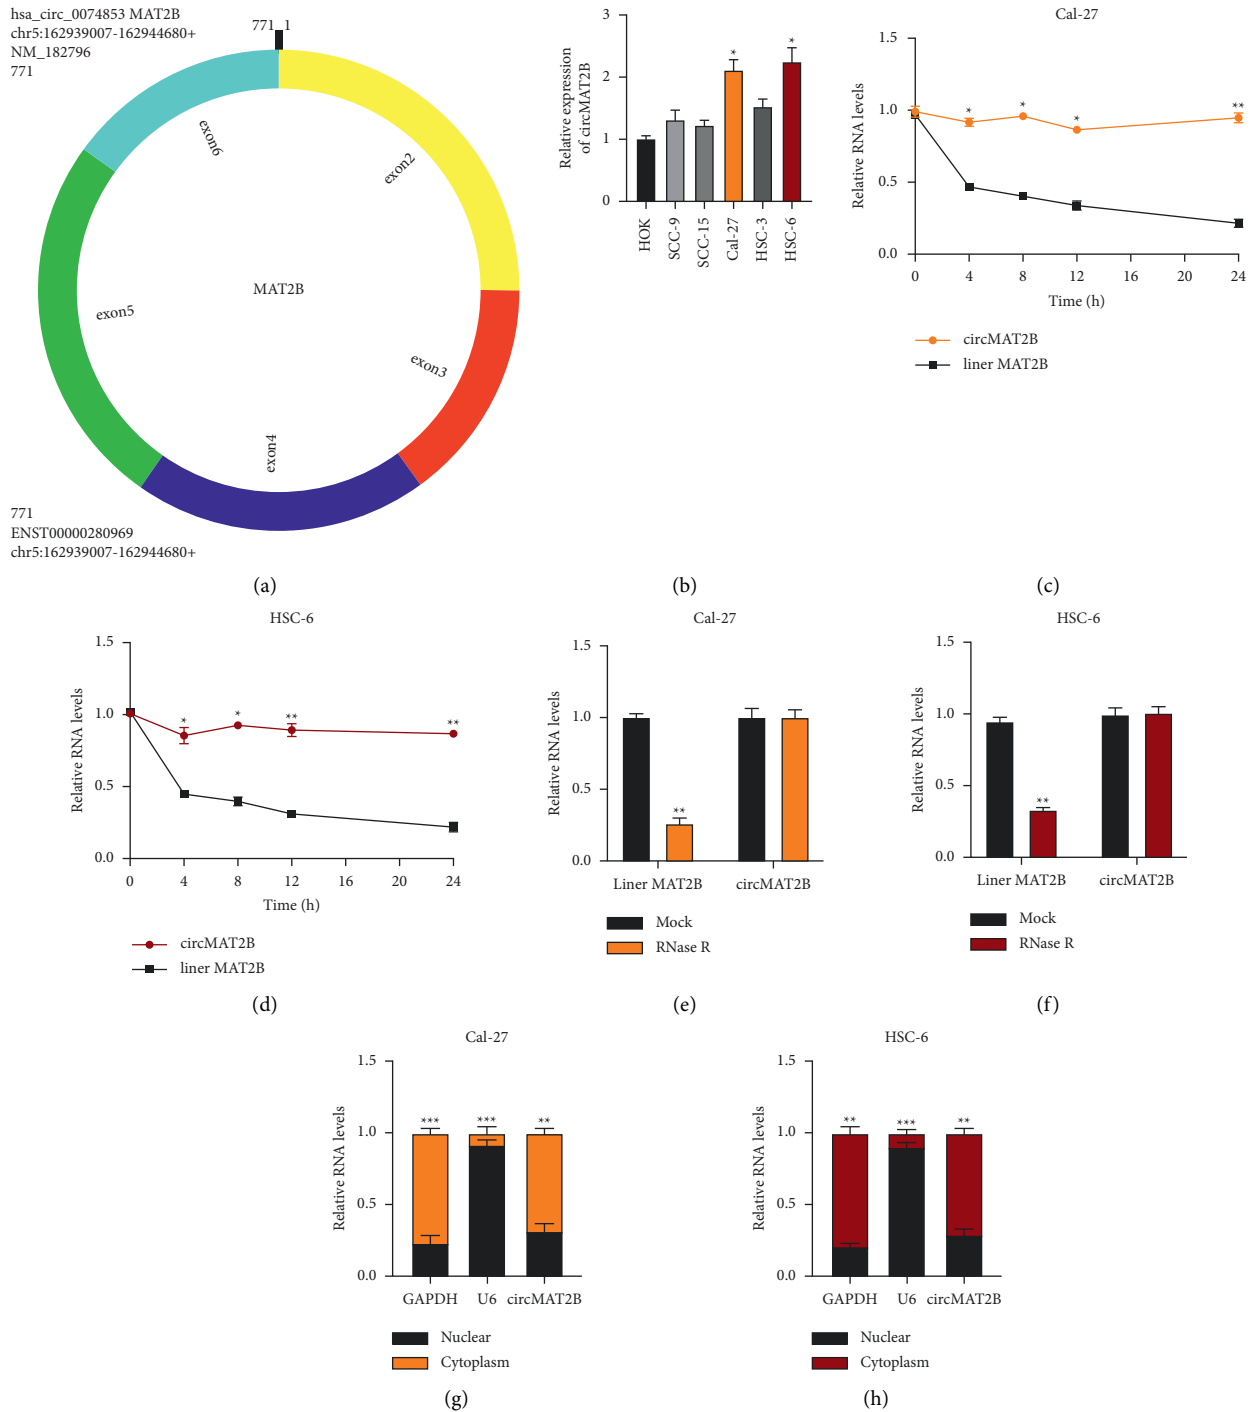 hsa_circ_0074853 MAT2B
chr5:162939007-162944680+
NM_182796
771
771_1
exon6
exon2
MAT2B
exon5
exon3
exon4
771
ENST00000280969
chr5:162939007-162944680+
(a)
3
2
1
0
Relative expression
of circMAT2B
*
*
HOK
SCC-9
SCC-15
Cal-27
HSC-3
HSC-6
(b)
Cal-27
1.5
1.0
0.5
0.0
Relative RNA levels
*
*
*
**
0 4 8 12 16 20 24
Time (h)
circMAT2B
liner MAT2B
(c)
HSC-6
1.5
1.0
0.5
0.0
Relative RNA levels
*
*
**
**
0 4 8 12 16 20 24
Time (h)
circMAT2B
liner MAT2B
(d)
Cal-27
1.5
1.0
0.5
0.0
Relative RNA levels
**
Liner MAT2B circMAT2B
Mock
RNase R
(e)
HSC-6
1.5
1.0
0.5
0.0
Relative RNA levels
**
Liner MAT2B circMAT2B
Mock
RNase R
(f)
Cal-27
1.5
1.0
0.5
0.0
Relative RNA levels
*** *** **
GAPDH U6 circMAT2B
Nuclear
Cytoplasm
(g)
HSC-6
1.5
1.0
0.5
0.0
Relative RNA levels
** *** **
GAPDH U6 circMAT2B
Nuclear
Cytoplasm
(h)